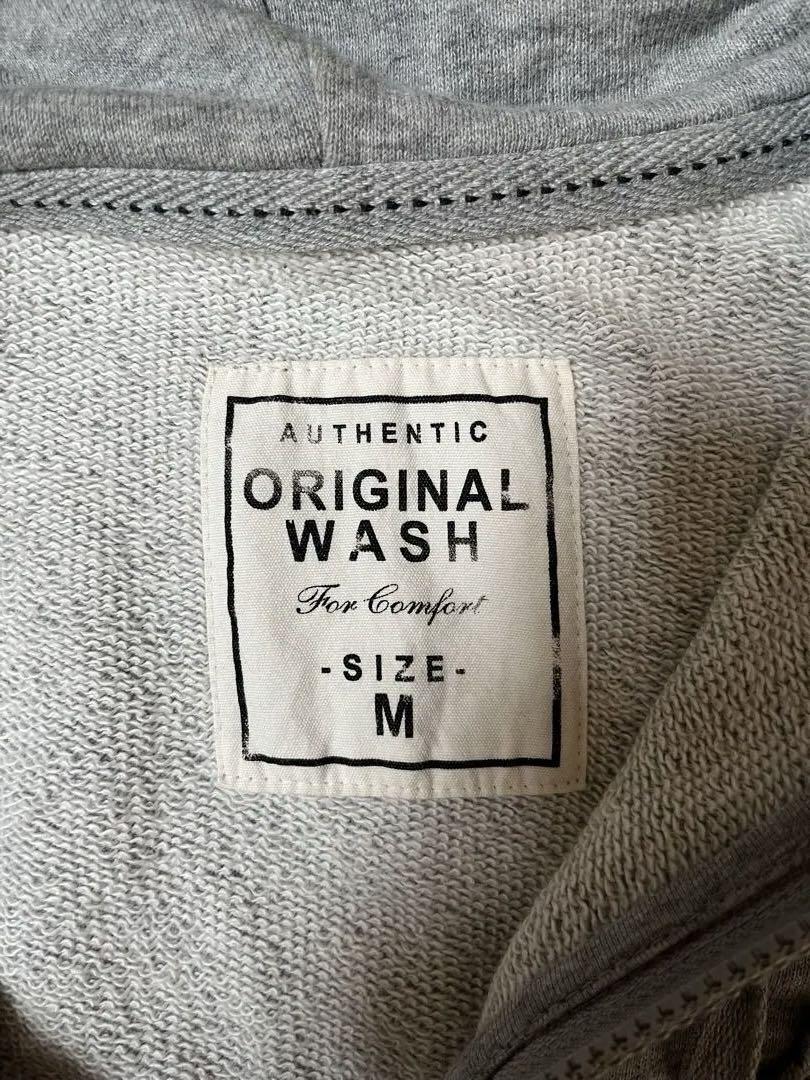 AUTHENTIC
ORIGINAL
WASH
For Comfort
-SIZE-
M